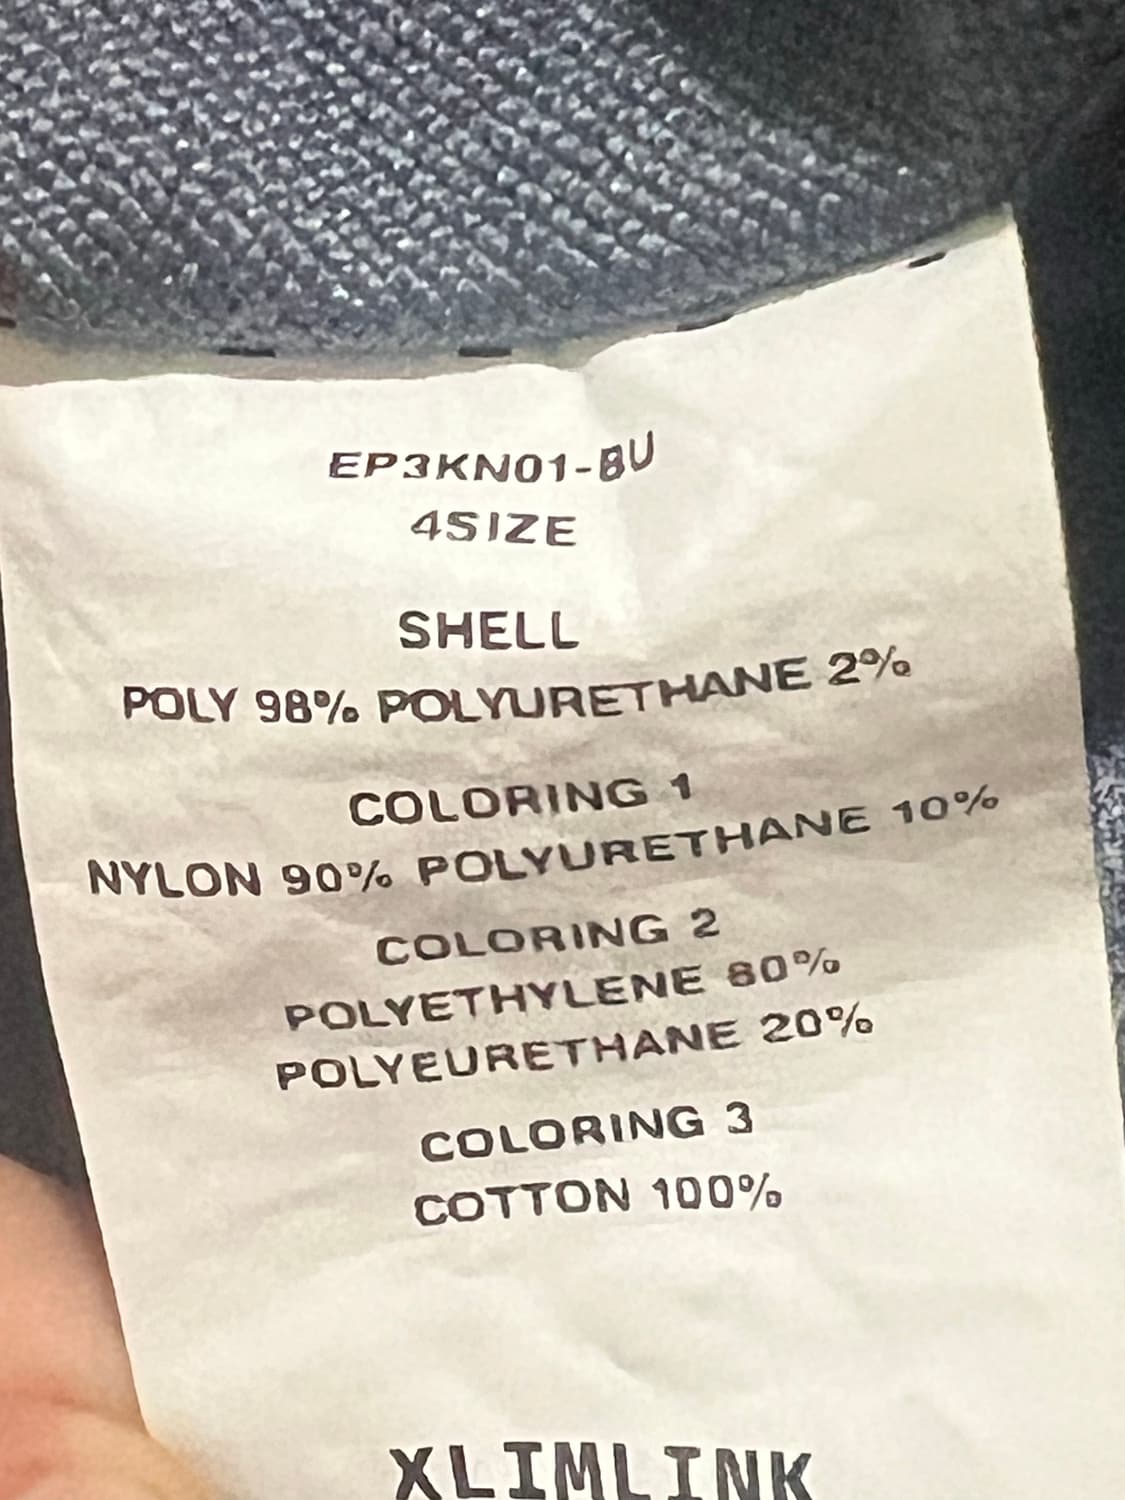 EP3KN01-BU
4SIZE
SHELL
POLY 98% POLYURETHANE 2%
COLORING 1
NYLON 90% POLYURETHANE 10%
COLORING 2
POLYETHYLENE 80%
POLYEURETHANE 20%
COLORING 3
COTTON 100%
XLIMLINK